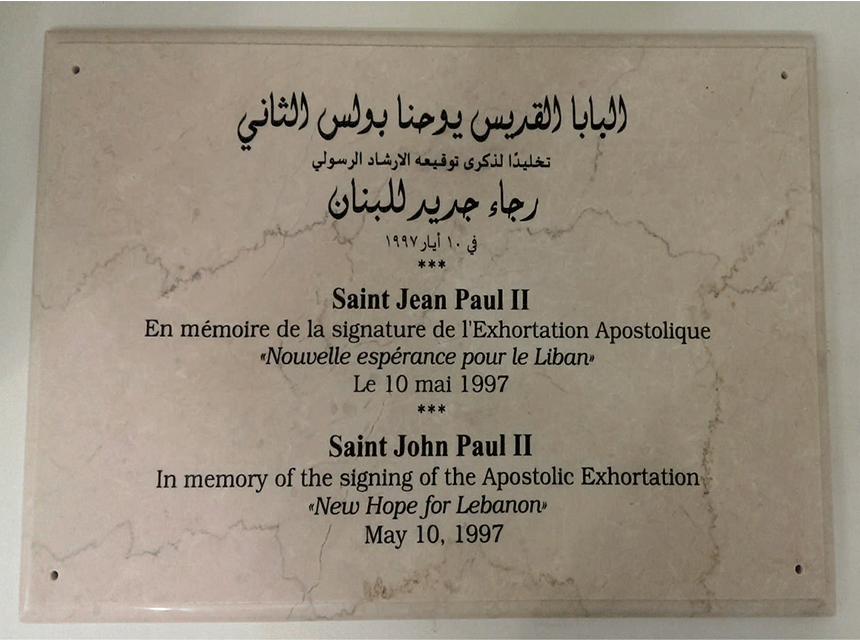 البابا القديس يوحنا بولس الثاني
تخليدًا لذكرى توقيعه الارشاد الرسولي
رجاء جديد للبنان
في ١٠ أيار ١٩٩٧
***
Saint Jean Paul II
En mémoire de la signature de l'Exhortation Apostolique
«Nouvelle espérance pour le Liban»
Le 10 mai 1997
***
Saint John Paul II
In memory of the signing of the Apostolic Exhortation
«New Hope for Lebanon»
May 10, 1997